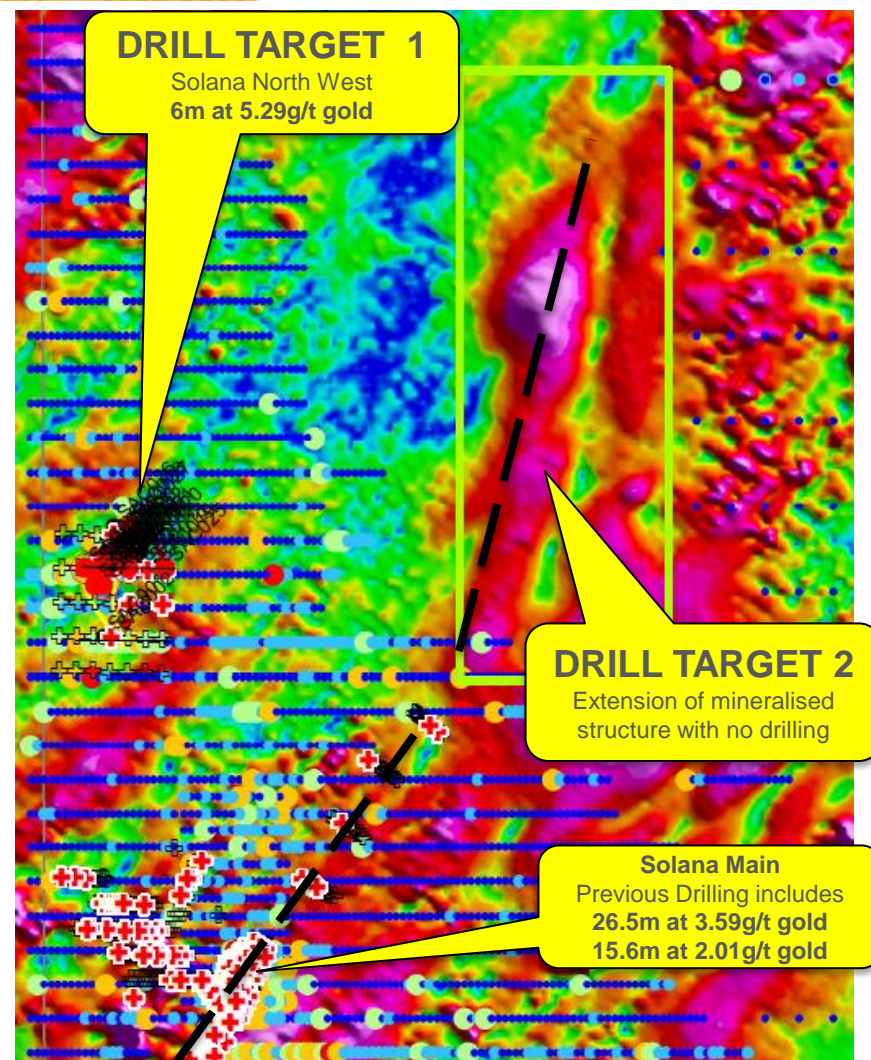 DRILL TARGET 1
Solana North West
6m at 5.29g/t gold
DRILL TARGET 2
Extension of mineralised
structure with no drilling
Solana Main
Previous Drilling includes
26.5m at 3.59g/t gold
15.6m at 2.01g/t gold